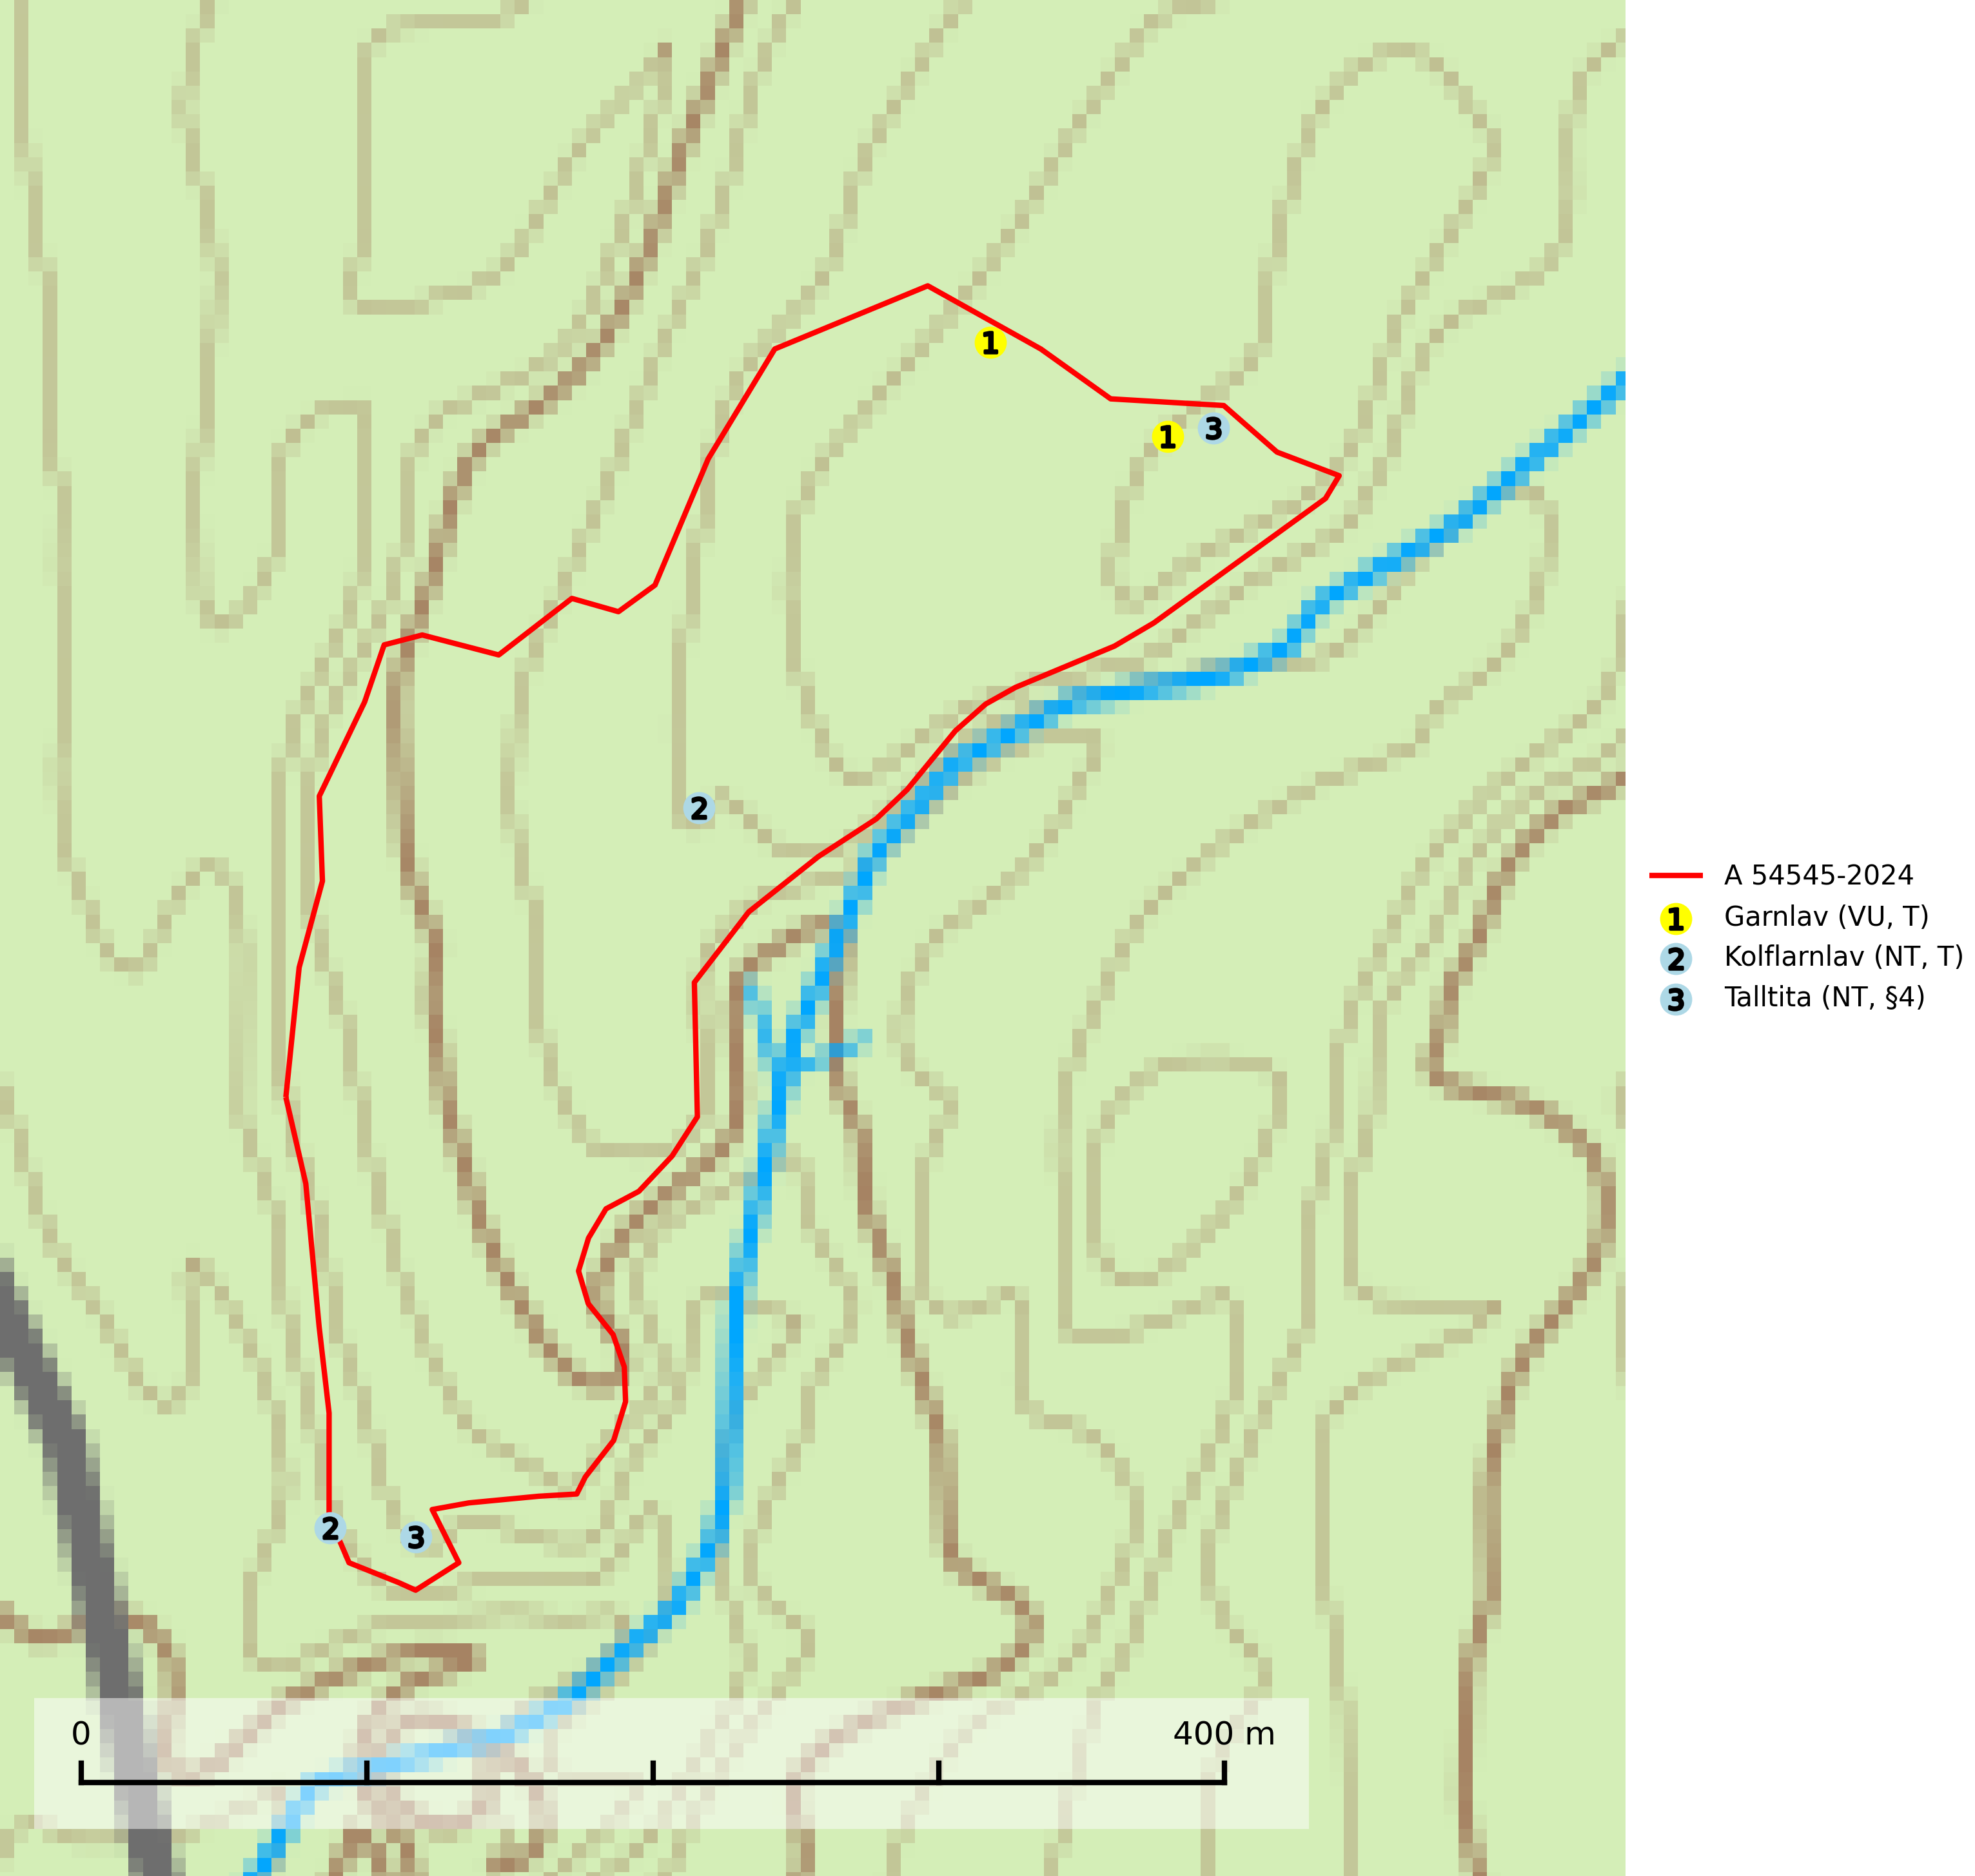 1
1
3
2
2
3
0
400 m
A 54545-2024
1 Garnlav (VU, T)
2 Kolflarnlav (NT, T)
3 Talltita (NT, §4)